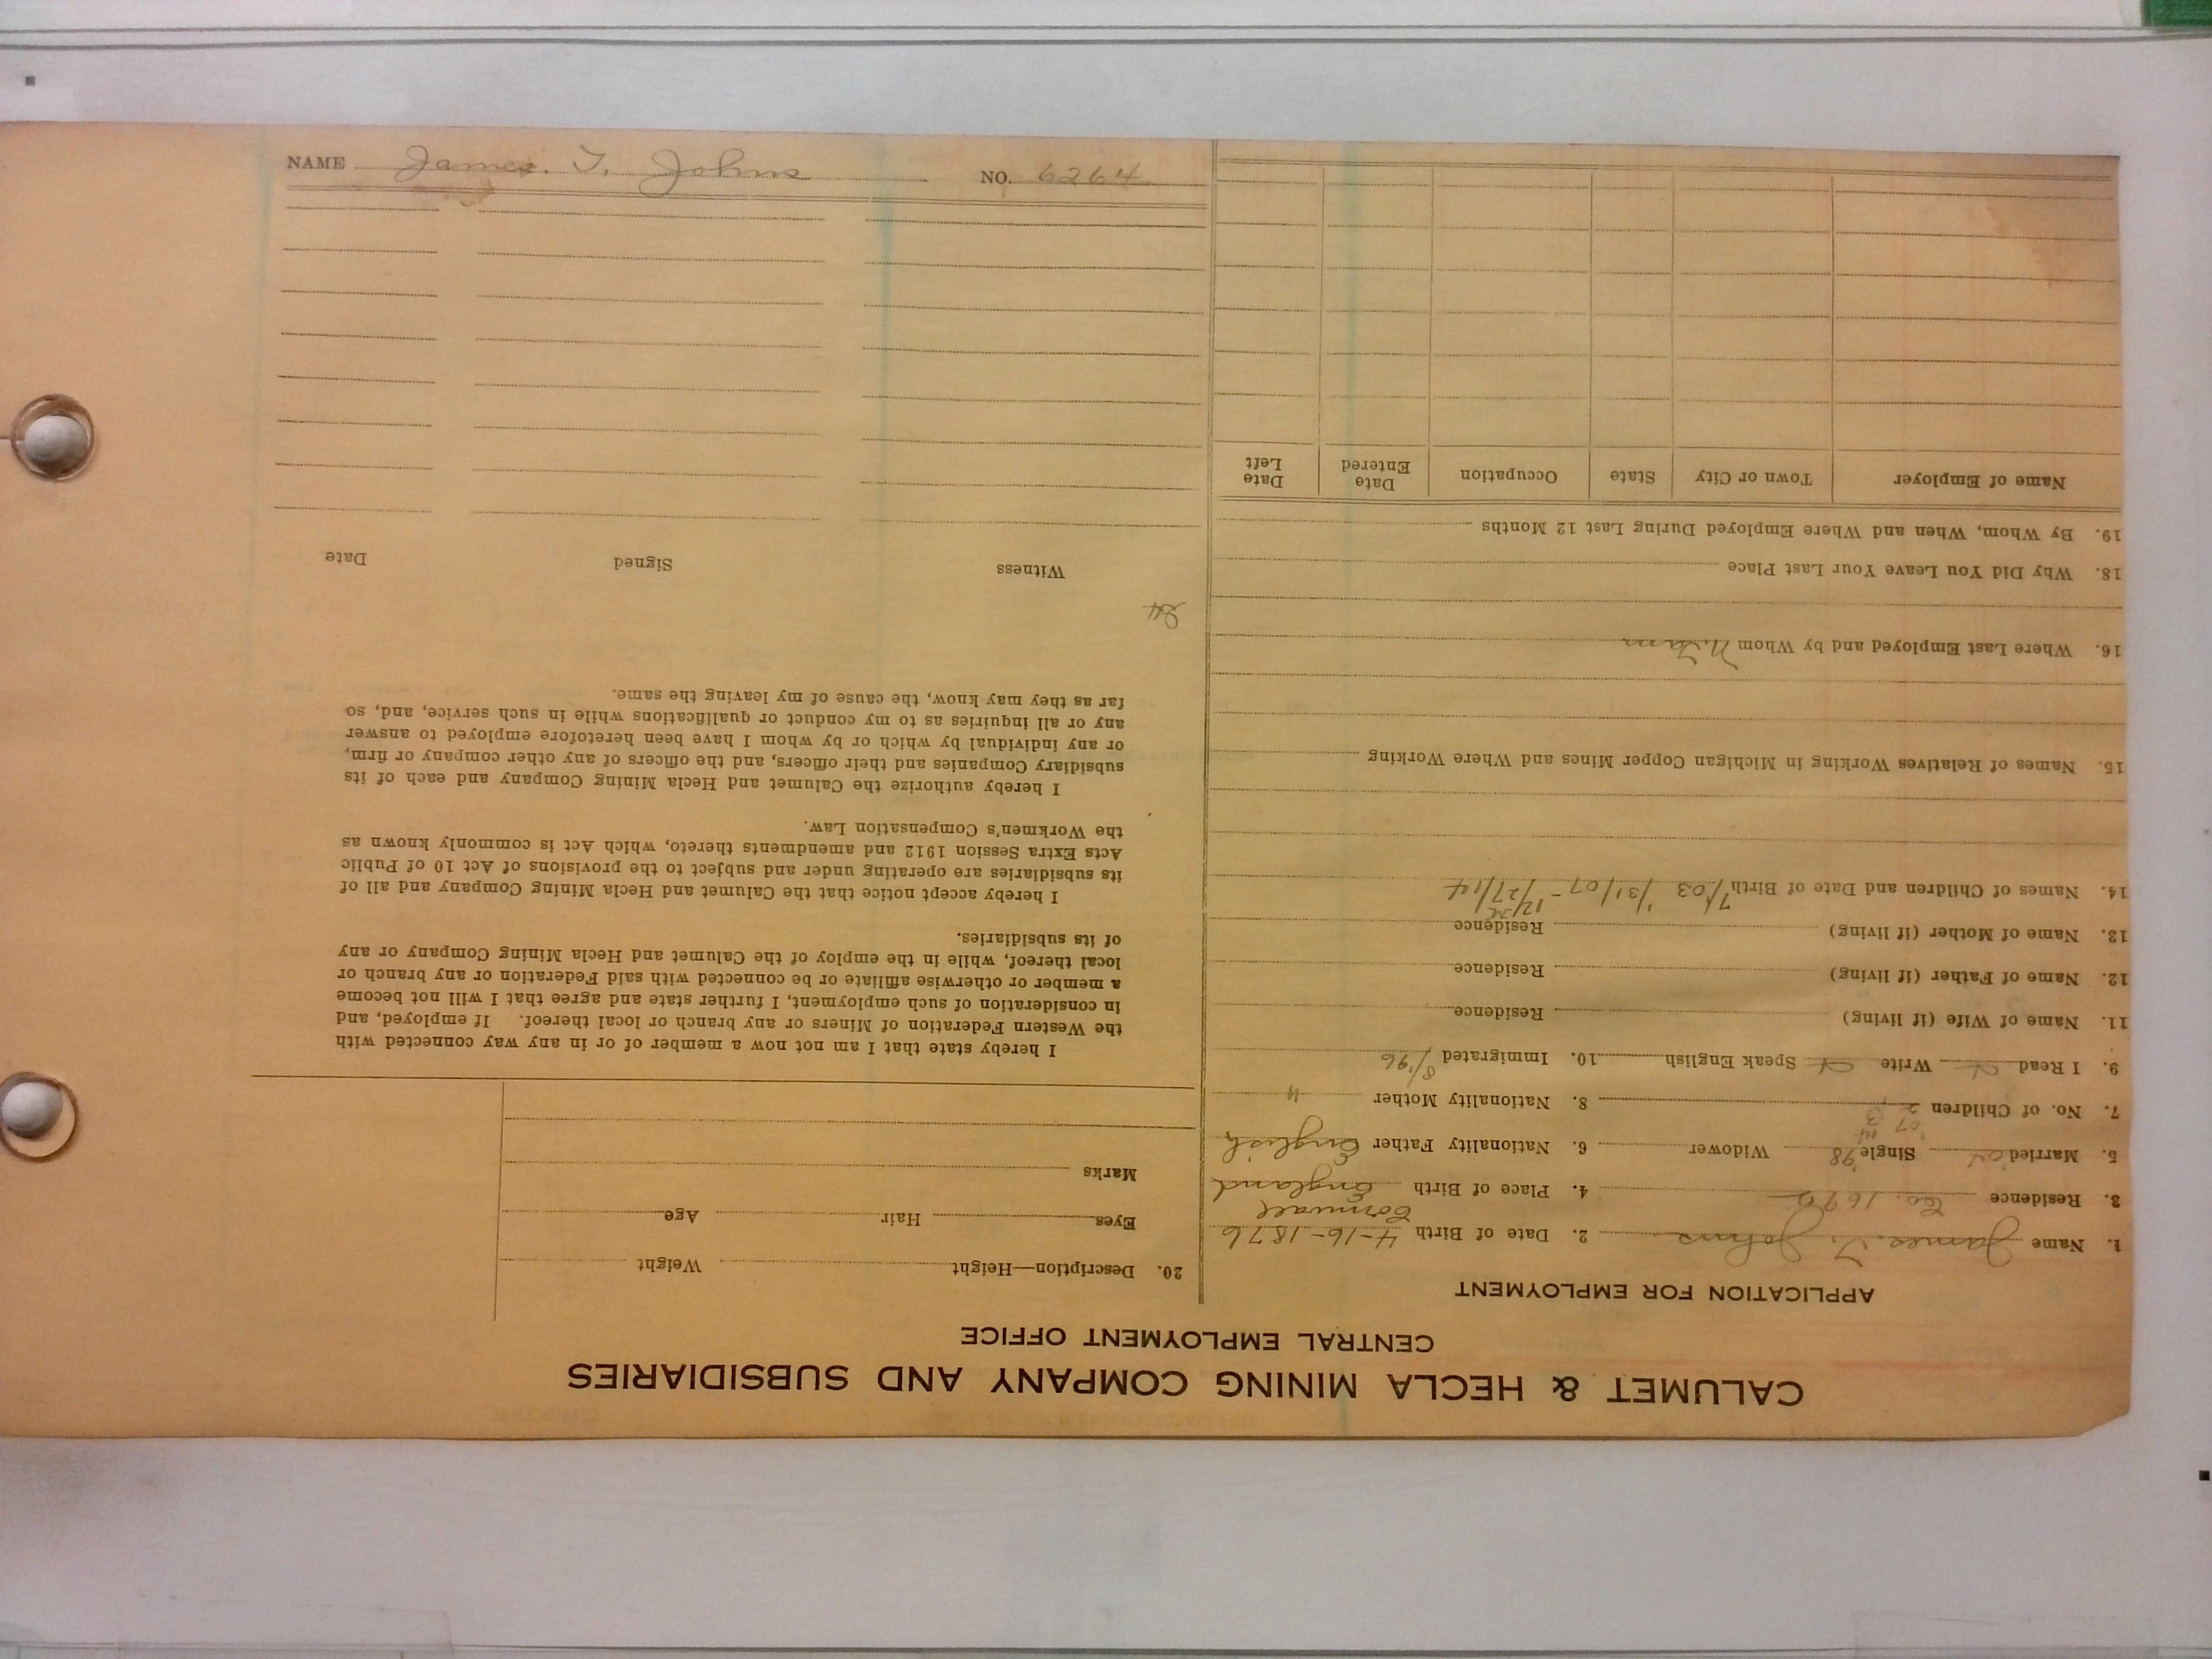 NAME James. T. Johns NO. 6264
CALUMET & HECLA MINING COMPANY AND SUBSIDIARIES
CENTRAL EMPLOYMENT OFFICE
APPLICATION FOR EMPLOYMENT
1. Name James. T. Johns 2. Date of Birth 4-16-1876
3. Residence Co. 1692 4. Place of Birth Cornwall England
5. Married Single '98 Widower 6. Nationality Father English
'07 '14
7. No. of Children 2 3 8. Nationality Mother "
9. I Read Write Speak English 10. Immigrated 8/'96
11. Name of Wife (if living) Residence
12. Name of Father (if living) Residence
13. Name of Mother (if living) Residence
14. Names of Children and Date of Birth 7/03 1/31/07 - 12/27/14
15. Names of Relatives Working in Michigan Copper Mines and Where Working
16. Where Last Employed and by Whom
18. Why Did You Leave Your Last Place
19. By Whom, When and Where Employed During Last 12 Months
Name of Employer Town or City State Occupation Date Entered Date Left
20. Description—Height Weight
Eyes Hair Age
Marks
I hereby state that I am not now a member of or in any way connected with
the Western Federation of Miners or any branch or local thereof. If employed, and
in consideration of such employment, I further state and agree that I will not become
a member or otherwise affiliate or be connected with said Federation or any branch or
local thereof, while in the employ of the Calumet and Hecla Mining Company or any
of its subsidiaries.
I hereby accept notice that the Calumet and Hecla Mining Company and all of
its subsidiaries are operating under and subject to the provisions of Act 10 of Public
Acts Extra Session 1912 and amendments thereto, which Act is commonly known as
the Workmen's Compensation Law.
I hereby authorize the Calumet and Hecla Mining Company and each of its
subsidiary Companies and their officers, and the officers of any other company or firm,
or any individual by which or by whom I have been heretofore employed to answer
any or all inquiries as to my conduct or qualifications while in such service, and, so
far as they may know, the cause of my leaving the same.
Witness Signed Date